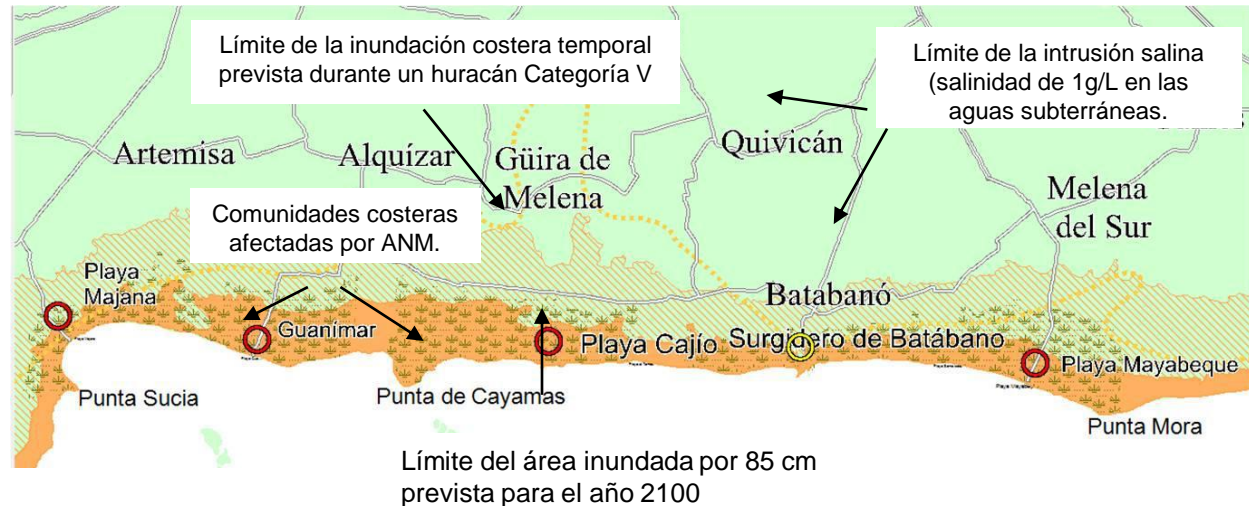 Límite de la inundación costera temporal
prevista durante un huracán Categoría V
Límite de la intrusión salina
(salinidad de 1g/L en las
aguas subterráneas.
Artemisa
Alquízar
Güira de
Melena
Quivicán
Melena
del Sur
Comunidades costeras
afectadas por ANM.
Playa
Majana
Guanímar
Batabanó
Playa Cajío
Surgidero de Batábano
Playa Mayabeque
Punta Sucia
Punta de Cayamas
Punta Mora
Límite del área inundada por 85 cm
prevista para el año 2100